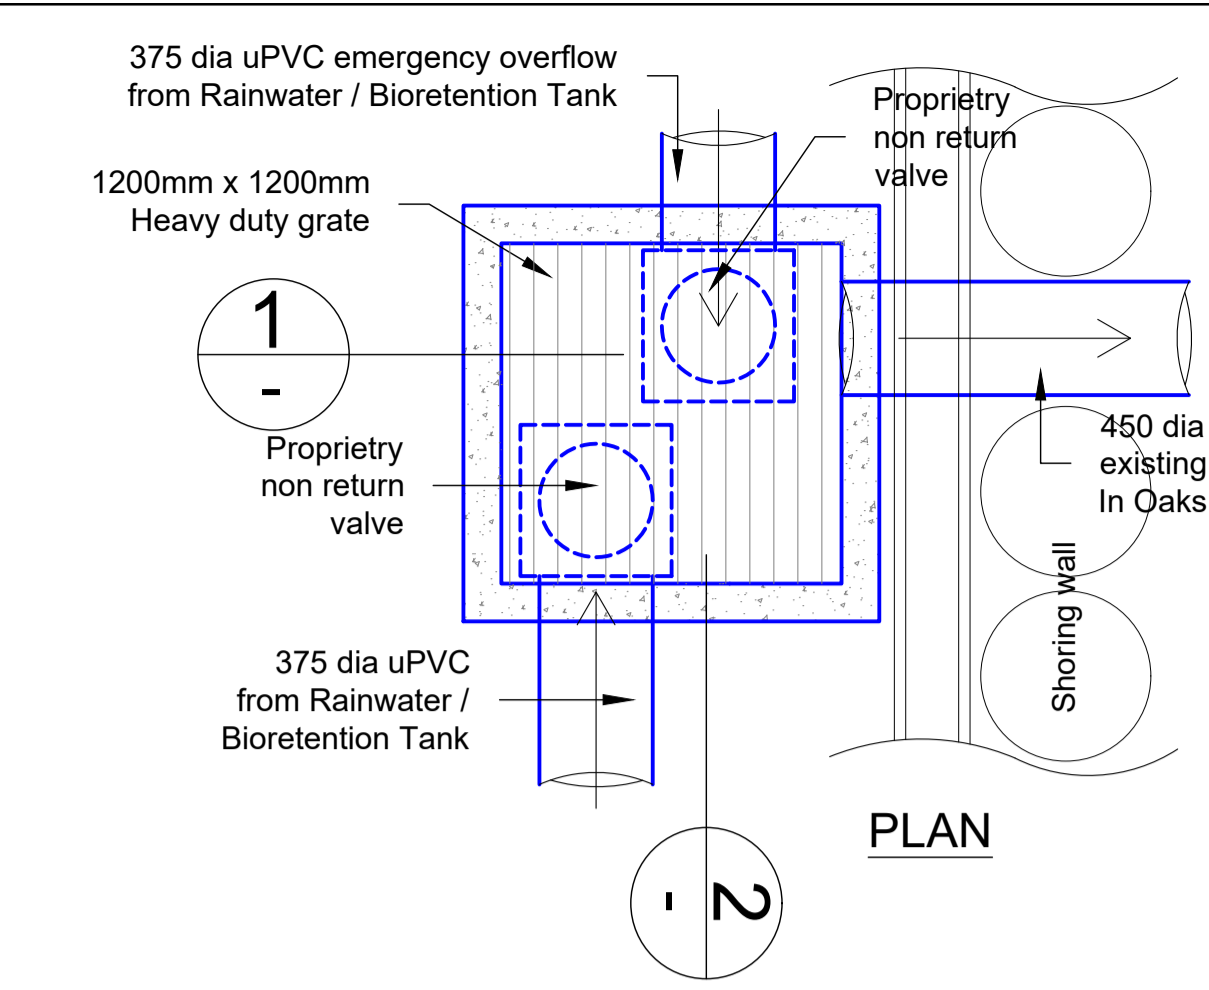 375 dia uPVC emergency overflow
from Rainwater / Bioretention Tank
Proprietry
non return
valve
1200mm x 1200mm
Heavy duty grate
1
-
Proprietry
non return
valve
450 dia
existing
In Oaks
Shoring wall
375 dia uPVC
from Rainwater /
Bioretention Tank
PLAN
2
-